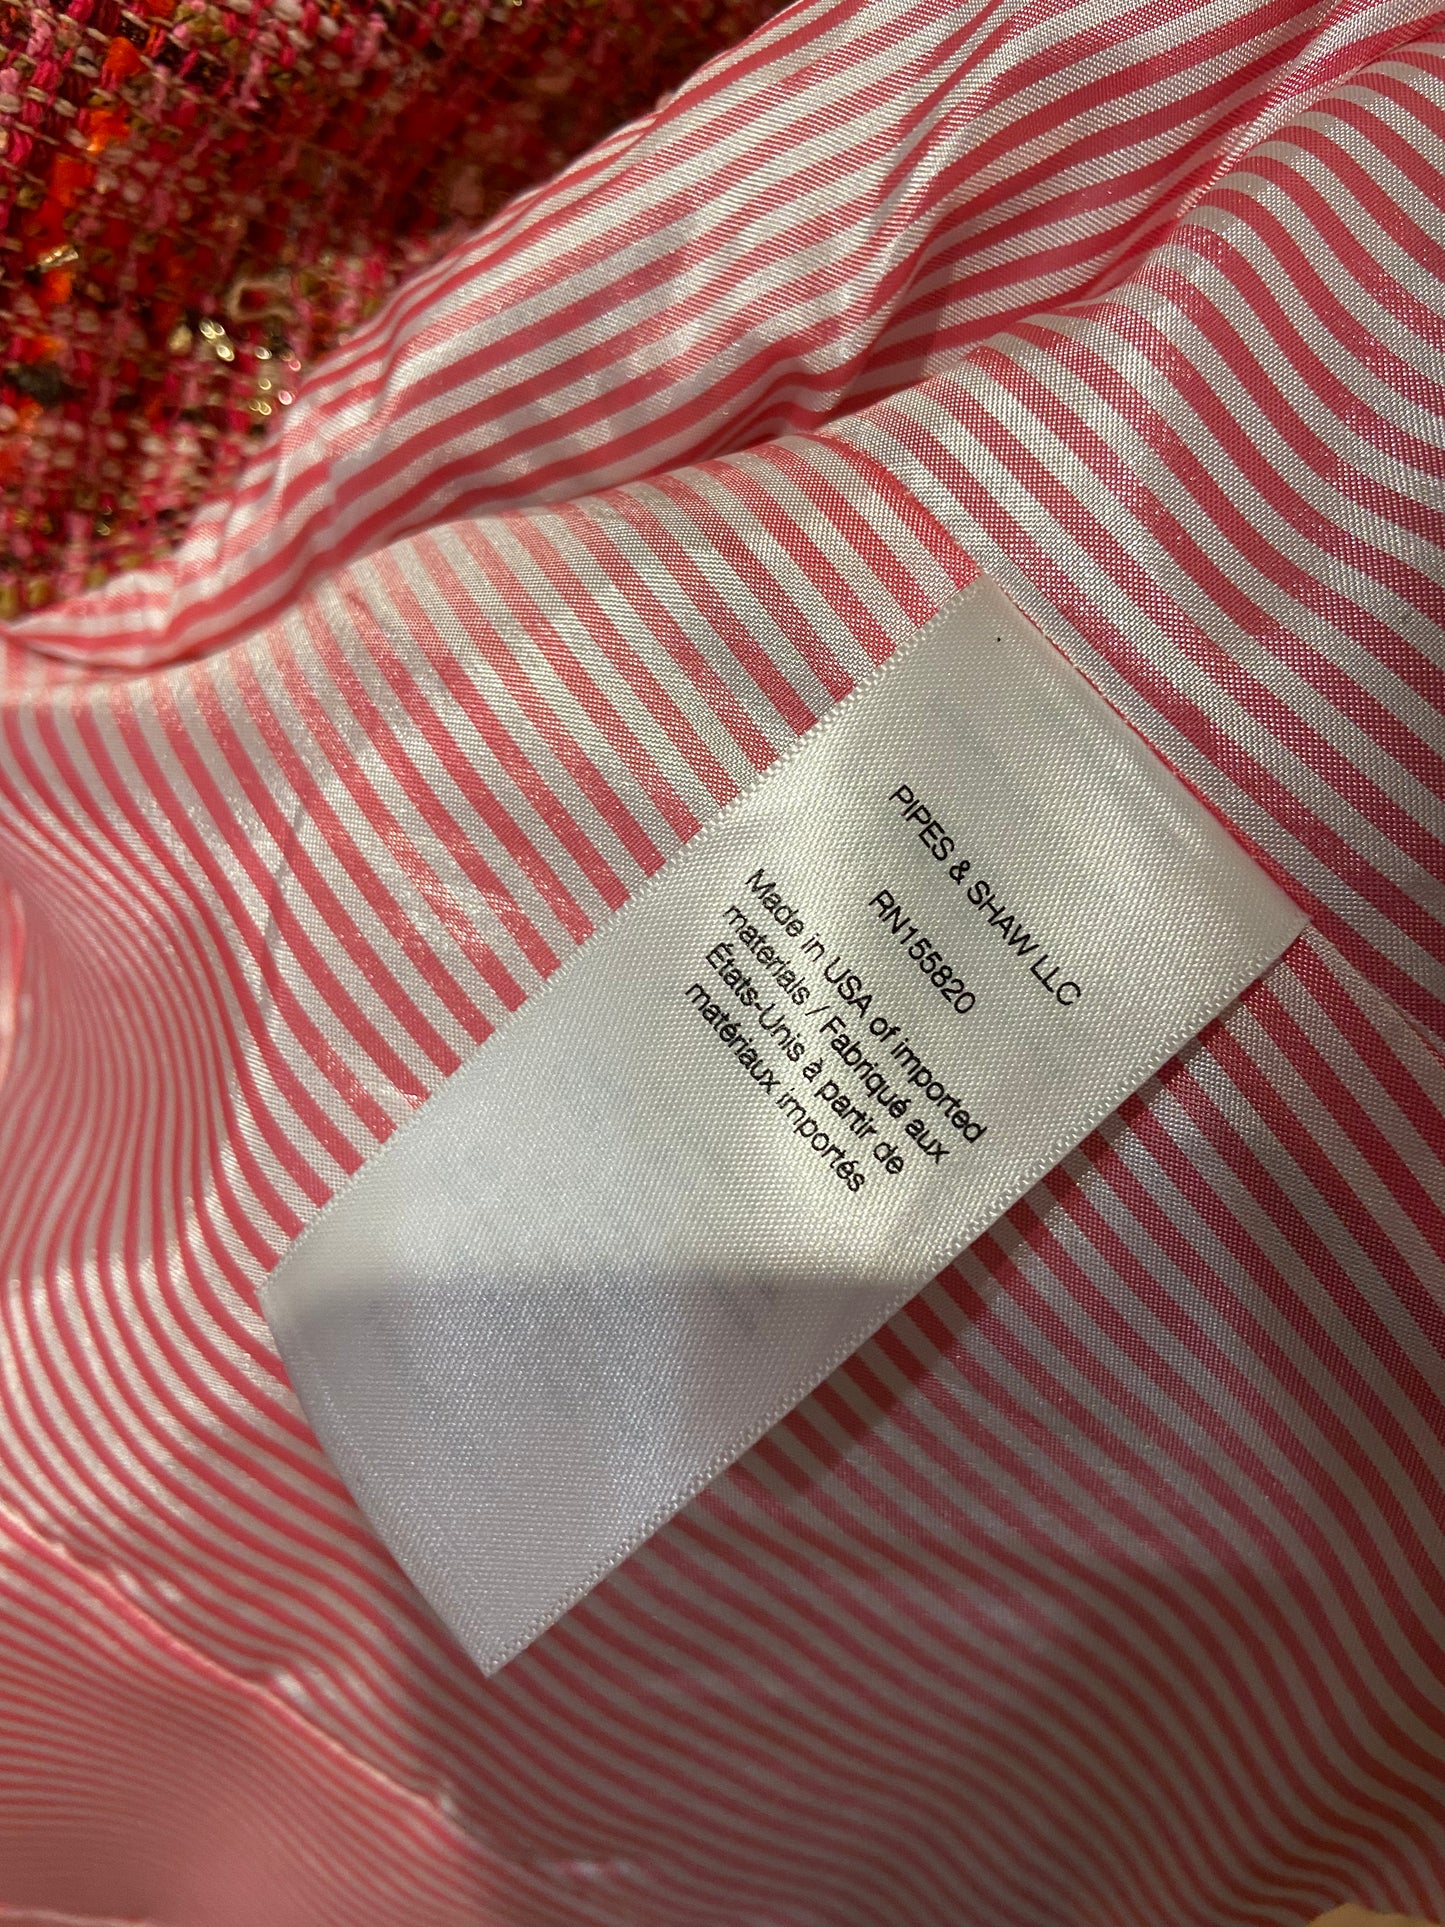 PIPES & SHAW LLC
RN155820
Made in USA of imported
materials / Fabriqué aux
États-Unis à partir de
matériaux importés